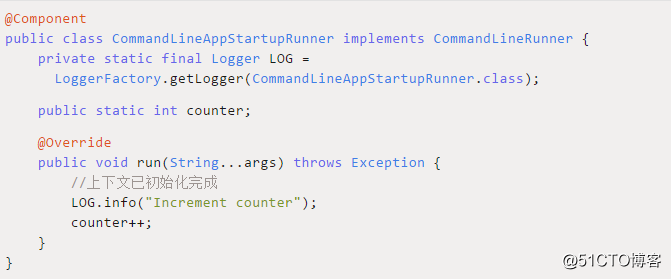 @Component
public class CommandLineAppStartupRunner implements CommandLineRunner {
    private static final Logger LOG =
      LoggerFactory.getLogger(CommandLineAppStartupRunner.class);
    public static int counter;
    @Override
    public void run(String...args) throws Exception {
        //上下文已初始化完成
        LOG.info("Increment counter");
        counter++;
    }
}
@51CTO博客